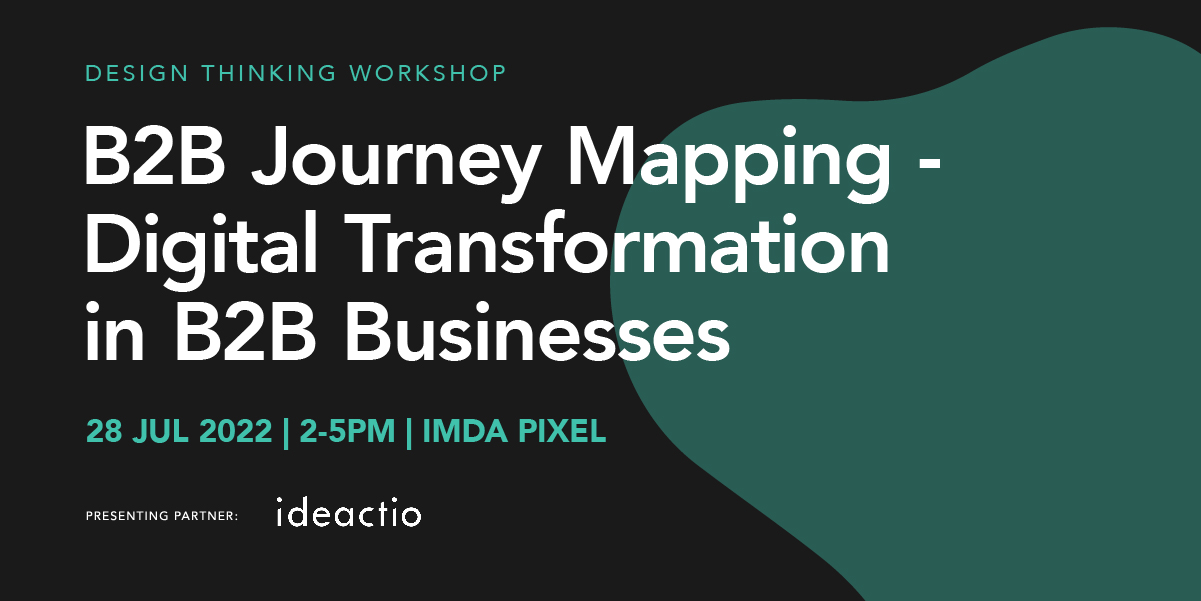 DESIGN THINKING WORKSHOP
B2B Journey Mapping -
Digital Transformation
in B2B Businesses
28 JUL 2022 | 2-5PM | IMDA PIXEL
PRESENTING PARTNER: ideactio